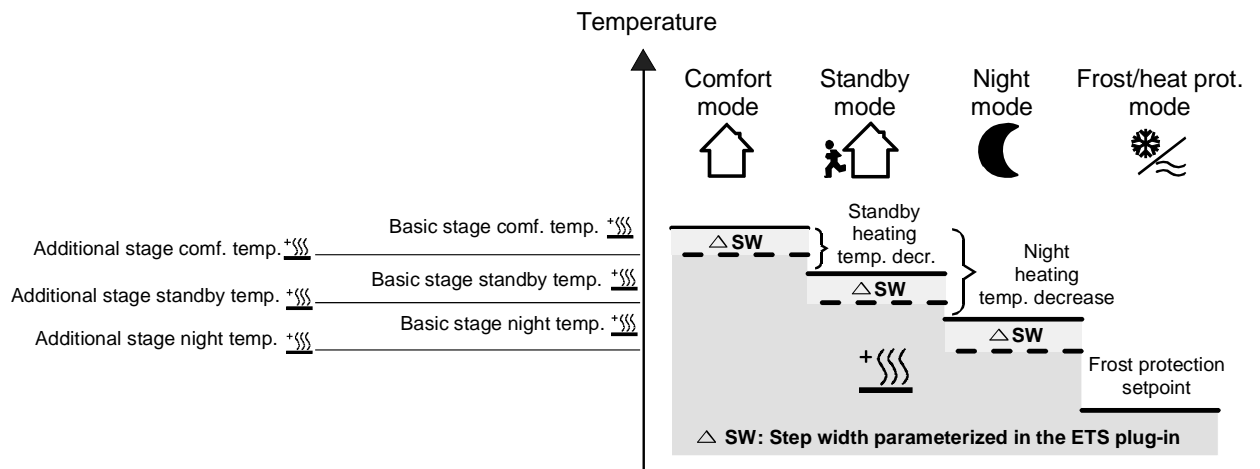 Temperature
Comfort
mode
Standby
mode
Night
mode
Frost/heat prot.
mode
Basic stage comf. temp.
Additional stage comf. temp.
Basic stage standby temp.
Additional stage standby temp.
Basic stage night temp.
Additional stage night temp.
△ SW
Standby
heating
temp. decr.
△ SW
Night
heating
temp. decrease
△ SW
Frost protection
setpoint
△ SW: Step width parameterized in the ETS plug-in